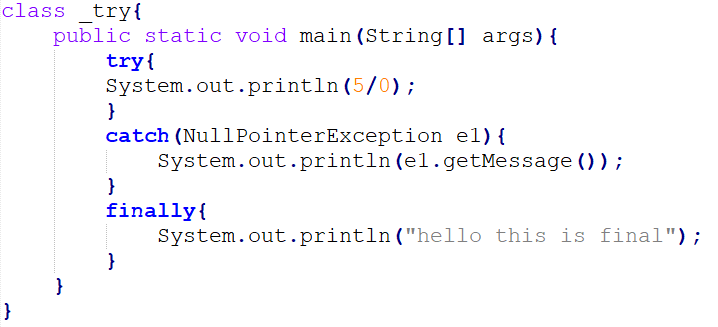 class _try{
    public static void main(String[] args){
        try{
        System.out.println(5/0);
        }
        catch(NullPointerException e1){
            System.out.println(e1.getMessage());
        }
        finally{
            System.out.println("hello this is final");
        }
    }
}